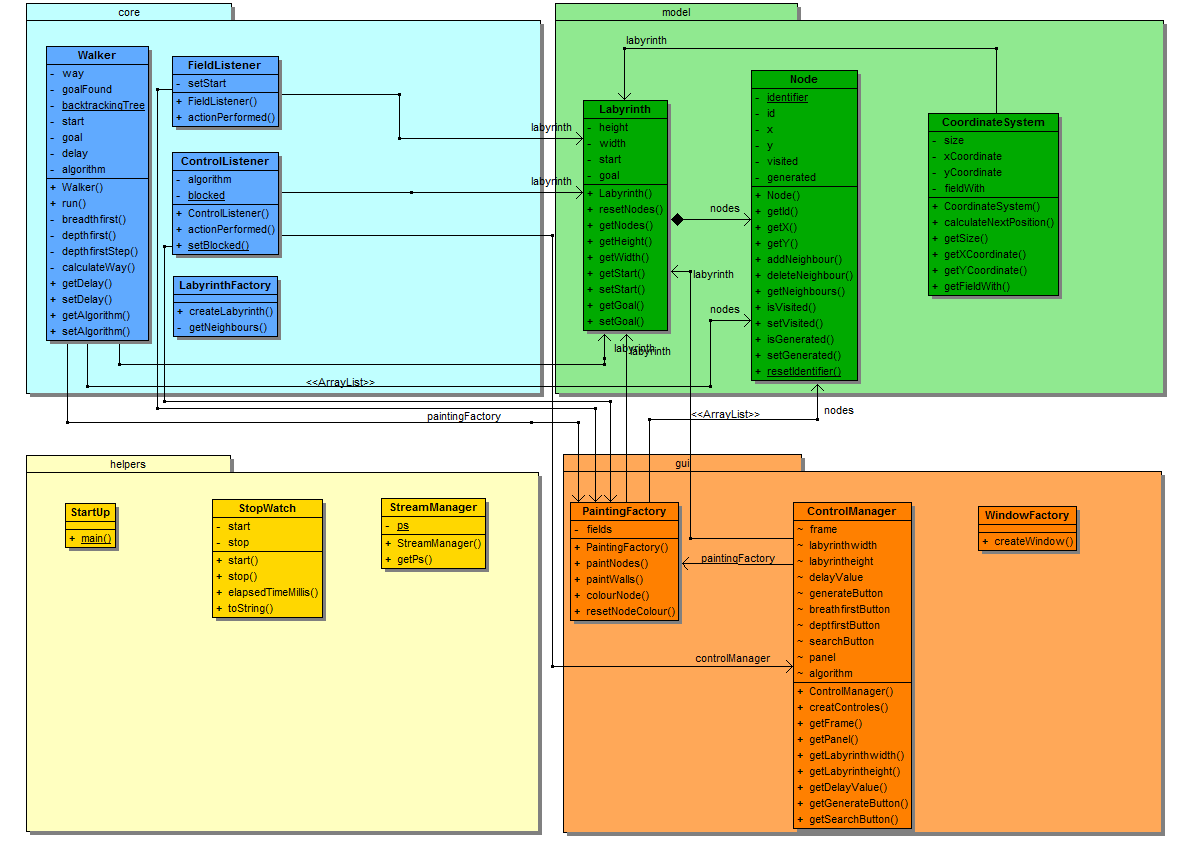 core
Walker
- way
- goalFound
- backtrackingTree
- start
- goal
- delay
- algorithm
+ Walker()
+ run()
- breadthfirst()
- depthfirst()
- depthfirstStep()
- calculateWay()
+ getDelay()
+ setDelay()
+ getAlgorithm()
+ setAlgorithm()
FieldListener
- setStart
+ FieldListener()
+ actionPerformed()
ControlListener
- algorithm
- blocked
+ ControlListener()
+ actionPerformed()
+ setBlocked()
LabyrinthFactory
+ createLabyrinth()
- getNeighbours()
model
labyrinth
labyrinth
labyrinth
Labyrinth
- height
- width
- start
- goal
+ Labyrinth()
+ resetNodes()
+ getNodes()
+ getHeight()
+ getWidth()
+ getStart()
+ setStart()
+ getGoal()
+ setGoal()
nodes
labyrinth
nodes
labyrinth
labyrinth
Node
- identifier
- id
- x
- y
- visited
- generated
+ Node()
+ getId()
+ getX()
+ getY()
+ addNeighbour()
+ deleteNeighbour()
+ getNeighbours()
+ isVisited()
+ setVisited()
+ isGenerated()
+ setGenerated()
+ resetIdentifier()
CoordinateSystem
- size
- xCoordinate
- yCoordinate
- fieldWith
+ CoordinateSystem()
+ calculateNextPosition()
+ getSize()
+ getXCoordinate()
+ getYCoordinate()
+ getFieldWith()
<<ArrayList>>
paintingFactory
<<ArrayList>>
nodes
helpers
StartUp
+ main()
StopWatch
- start
- stop
+ start()
+ stop()
+ elapsedTimeMillis()
+ toString()
StreamManager
- ps
+ StreamManager()
+ getPs()
gui
PaintingFactory
- fields
+ PaintingFactory()
+ paintNodes()
+ paintWalls()
+ colourNode()
+ resetNodeColour()
paintingFactory
controlManager
ControlManager
~ frame
~ labyrinthwidth
~ labyrintheight
~ delayValue
~ generateButton
~ breathfirstButton
~ deptfirstButton
~ searchButton
~ panel
~ algorithm
+ ControlManager()
+ creatControles()
+ getFrame()
+ getPanel()
+ getLabyrinthwidth()
+ getLabyrintheight()
+ getDelayValue()
+ getGenerateButton()
+ getSearchButton()
WindowFactory
+ createWindow()